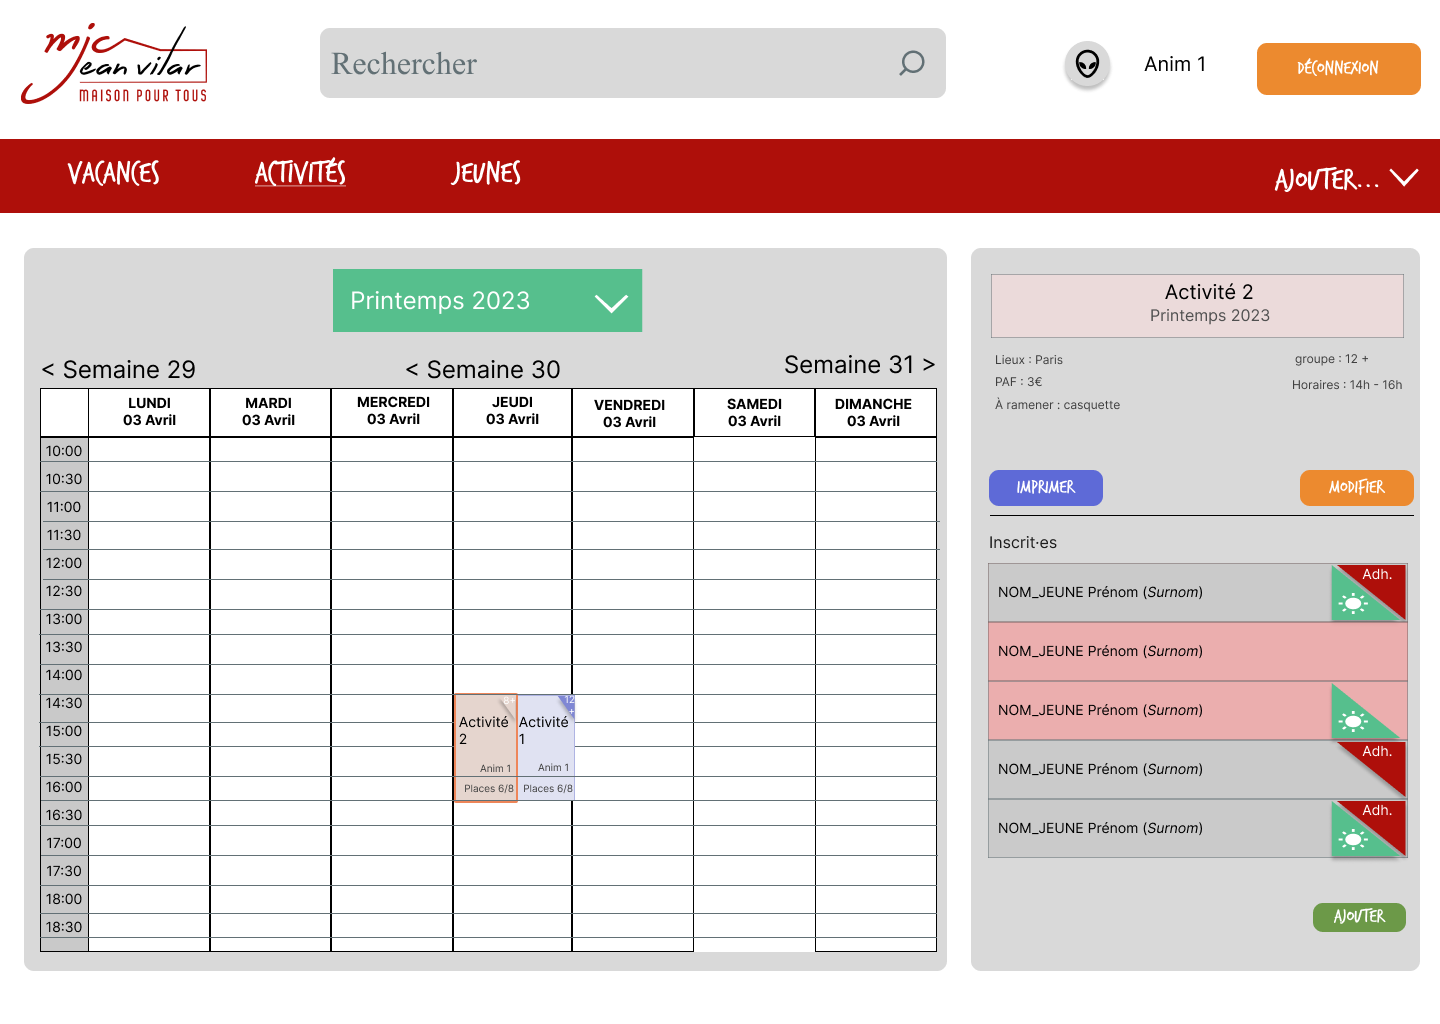 mjc
Jean vilar
MAISON POUR TOUS
Rechercher
Anim 1
DÉCONNEXION
VACANCES
ACTIVITÉS
JEUNES
AJOUTER...
Printemps 2023
< Semaine 29
< Semaine 30
Semaine 31 >
LUNDI
03 Avril
MARDI
03 Avril
MERCREDI
03 Avril
JEUDI
03 Avril
VENDREDI
03 Avril
SAMEDI
03 Avril
DIMANCHE
03 Avril
10:00
10:30
11:00
11:30
12:00
12:30
13:00
13:30
14:00
14:30
15:00
15:30
16:00
16:30
17:00
17:30
18:00
18:30
Activité
2
Anim 1
Places 6/8
12
+
Activité
1
Anim 1
Places 6/8
Activité 2
Printemps 2023
Lieux : Paris
PAF : 3€
À ramener : casquette
groupe : 12 +
Horaires : 14h - 16h
IMPRIMER
MODIFIER
Inscrit·es
NOM_JEUNE Prénom (Surnom)
Adh.
NOM_JEUNE Prénom (Surnom)
NOM_JEUNE Prénom (Surnom)
NOM_JEUNE Prénom (Surnom)
Adh.
NOM_JEUNE Prénom (Surnom)
Adh.
AJOUTER